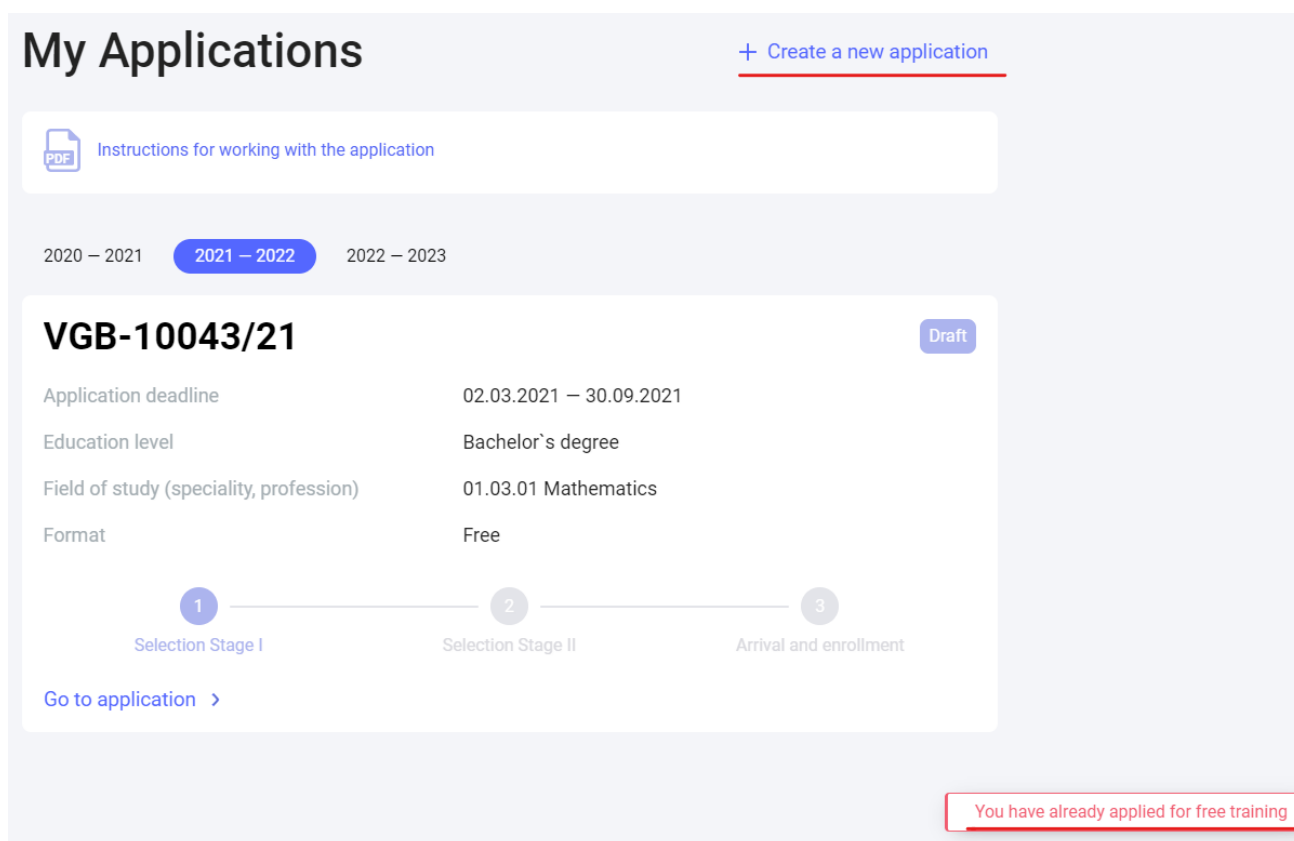 My Applications
+ Create a new application
PDF
Instructions for working with the application
2020 — 2021
2021 — 2022
2022 — 2023
VGB-10043/21
Draft
Application deadline
02.03.2021 — 30.09.2021
Education level
Bachelor`s degree
Field of study (speciality, profession)
01.03.01 Mathematics
Format
Free
1
2
3
Selection Stage I
Selection Stage II
Arrival and enrollment
Go to application >
You have already applied for free training